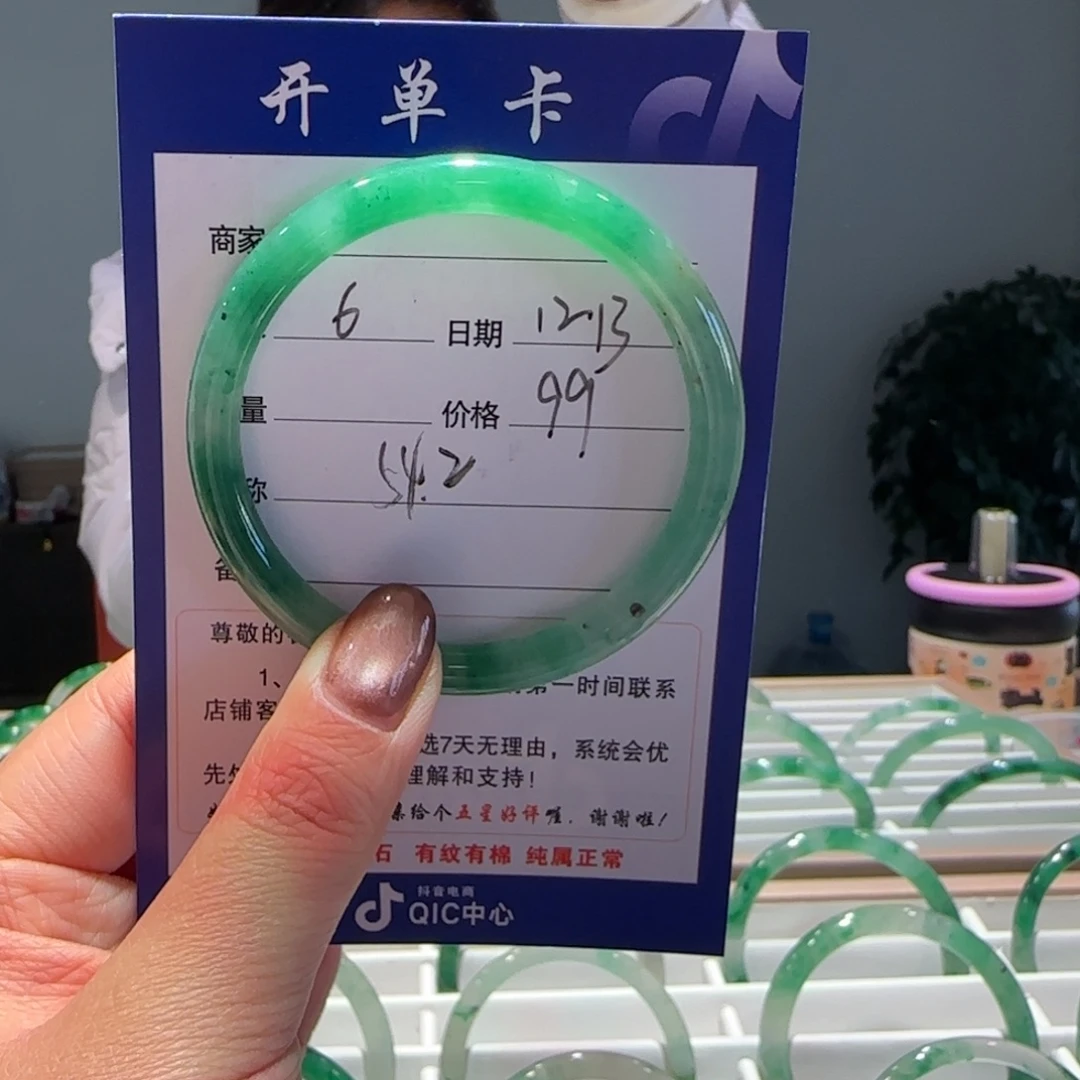 开单卡
商家
6 日期 12.13
量 价格 99
称 54.2
备
尊敬的
1、 第一时间联系
店铺客
选7天无理由，系统会优
先 理解和支持！
给个五星好评喔，谢谢啦！
石 有纹有棉 纯属正常
抖音电商
QIC中心